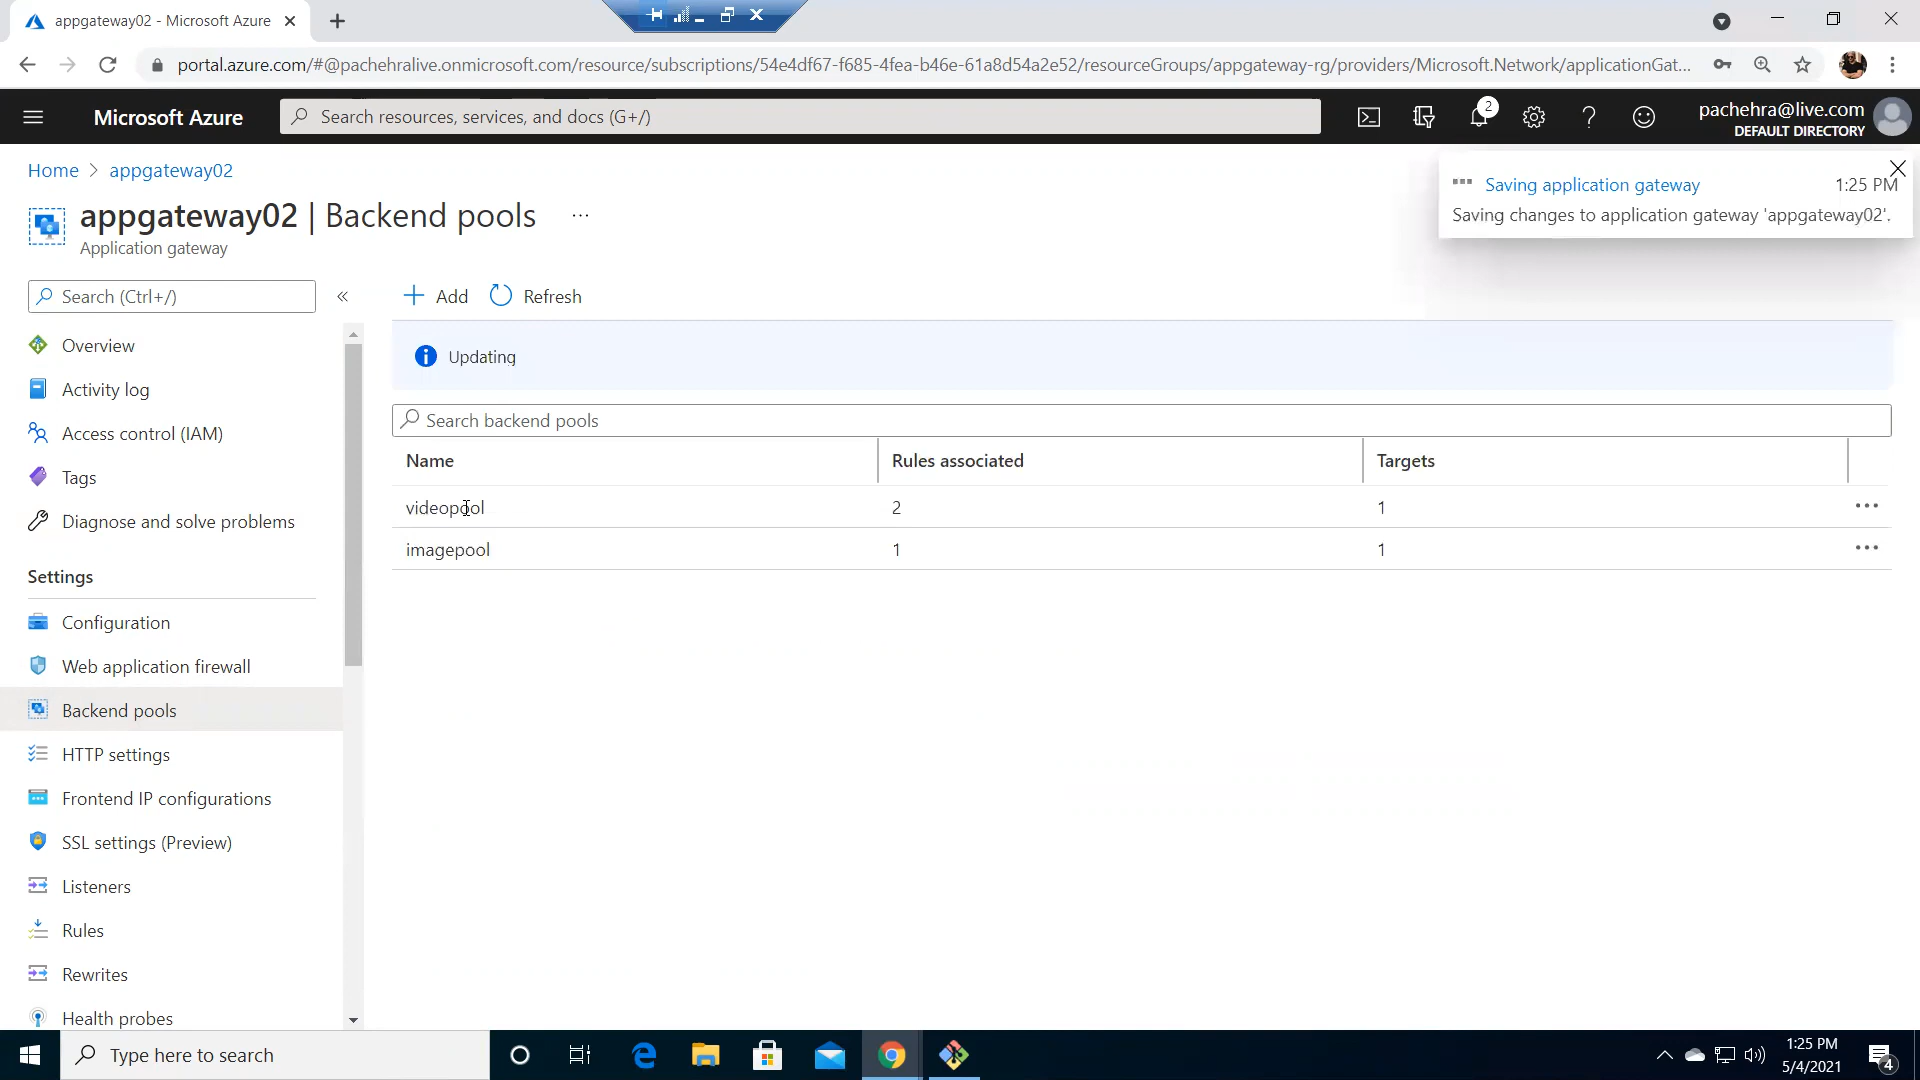 appgateway02 - Microsoft Azure
portal.azure.com/#@pachehralive.onmicrosoft.com/resource/subscriptions/54e4df67-f685-4fea-b46e-61a8d54a2e52/resourceGroups/appgateway-rg/providers/Microsoft.Network/applicationGat...
Microsoft Azure
Search resources, services, and docs (G+/)
2
pachehra@live.com
DEFAULT DIRECTORY
Home > appgateway02
Saving application gateway
1:25 PM
Saving changes to application gateway 'appgateway02'.
appgateway02 | Backend pools ...
Application gateway
Search (Ctrl+/)
«
Add
Refresh
Updating
Search backend pools
Name
Rules associated
Targets
videopool
2
1
imagepool
1
1
Overview
Activity log
Access control (IAM)
Tags
Diagnose and solve problems
Settings
Configuration
Web application firewall
Backend pools
HTTP settings
Frontend IP configurations
SSL settings (Preview)
Listeners
Rules
Rewrites
Health probes
Type here to search
1:25 PM
5/4/2021
4